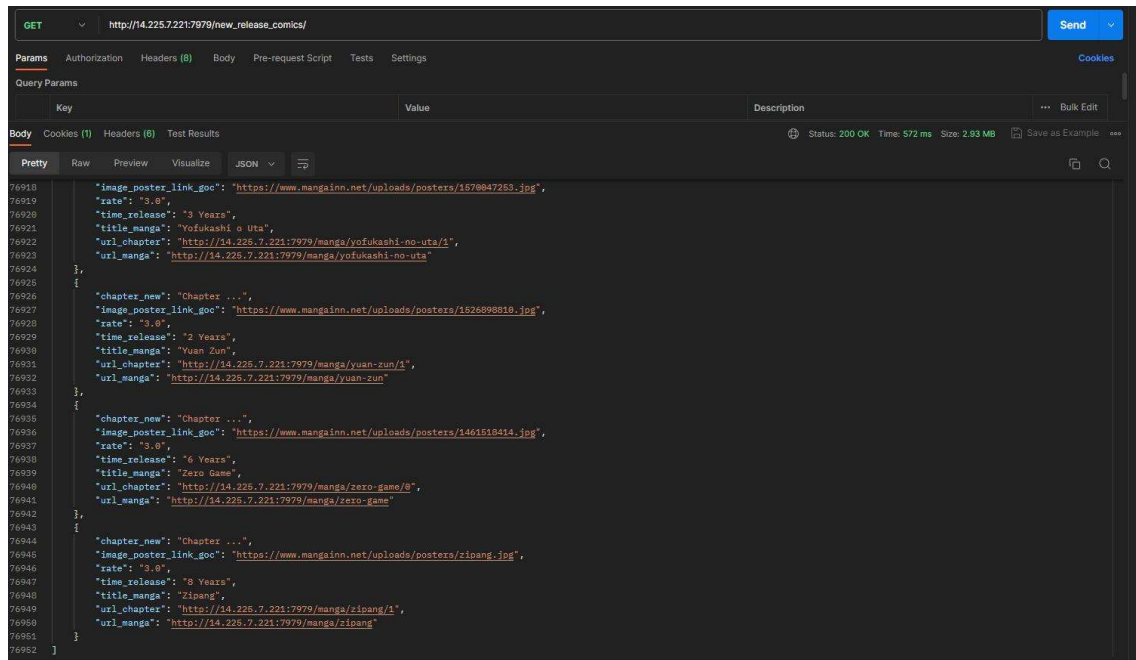 GET http://14.225.7.221:7979/new_release_comics/ Send
Params Authorization Headers (8) Body Pre-request Script Tests Settings Cookies
Query Params
Key Value Description ••• Bulk Edit
Body Cookies (1) Headers (6) Test Results Status: 200 OK Time: 572 ms Size: 2.93 MB Save as Example •••
Pretty Raw Preview Visualize JSON
76918 "image_poster_link_goc": "https://www.mangainn.net/uploads/posters/1570047253.jpg",
76919 "rate": "3.0",
76920 "time_release": "3 Years",
76921 "title_manga": "Yofukashi o Uta",
76922 "url_chapter": "http://14.225.7.221:7979/manga/yofukashi-no-uta/1",
76923 "url_manga": "http://14.225.7.221:7979/manga/yofukashi-no-uta"
76924 },
76925 {
76926 "chapter_new": "Chapter ...",
76927 "image_poster_link_goc": "https://www.mangainn.net/uploads/posters/1526898810.jpg",
76928 "rate": "3.0",
76929 "time_release": "2 Years",
76930 "title_manga": "Yuan Zun",
76931 "url_chapter": "http://14.225.7.221:7979/manga/yuan-zun/1",
76932 "url_manga": "http://14.225.7.221:7979/manga/yuan-zun"
76933 },
76934 {
76935 "chapter_new": "Chapter ...",
76936 "image_poster_link_goc": "https://www.mangainn.net/uploads/posters/1461518414.jpg",
76937 "rate": "3.0",
76938 "time_release": "6 Years",
76939 "title_manga": "Zero Game",
76940 "url_chapter": "http://14.225.7.221:7979/manga/zero-game/0",
76941 "url_manga": "http://14.225.7.221:7979/manga/zero-game"
76942 },
76943 {
76944 "chapter_new": "Chapter ...",
76945 "image_poster_link_goc": "https://www.mangainn.net/uploads/posters/zipang.jpg",
76946 "rate": "3.0",
76947 "time_release": "8 Years",
76948 "title_manga": "Zipang",
76949 "url_chapter": "http://14.225.7.221:7979/manga/zipang/1",
76950 "url_manga": "http://14.225.7.221:7979/manga/zipang"
76951 }
76952 ]